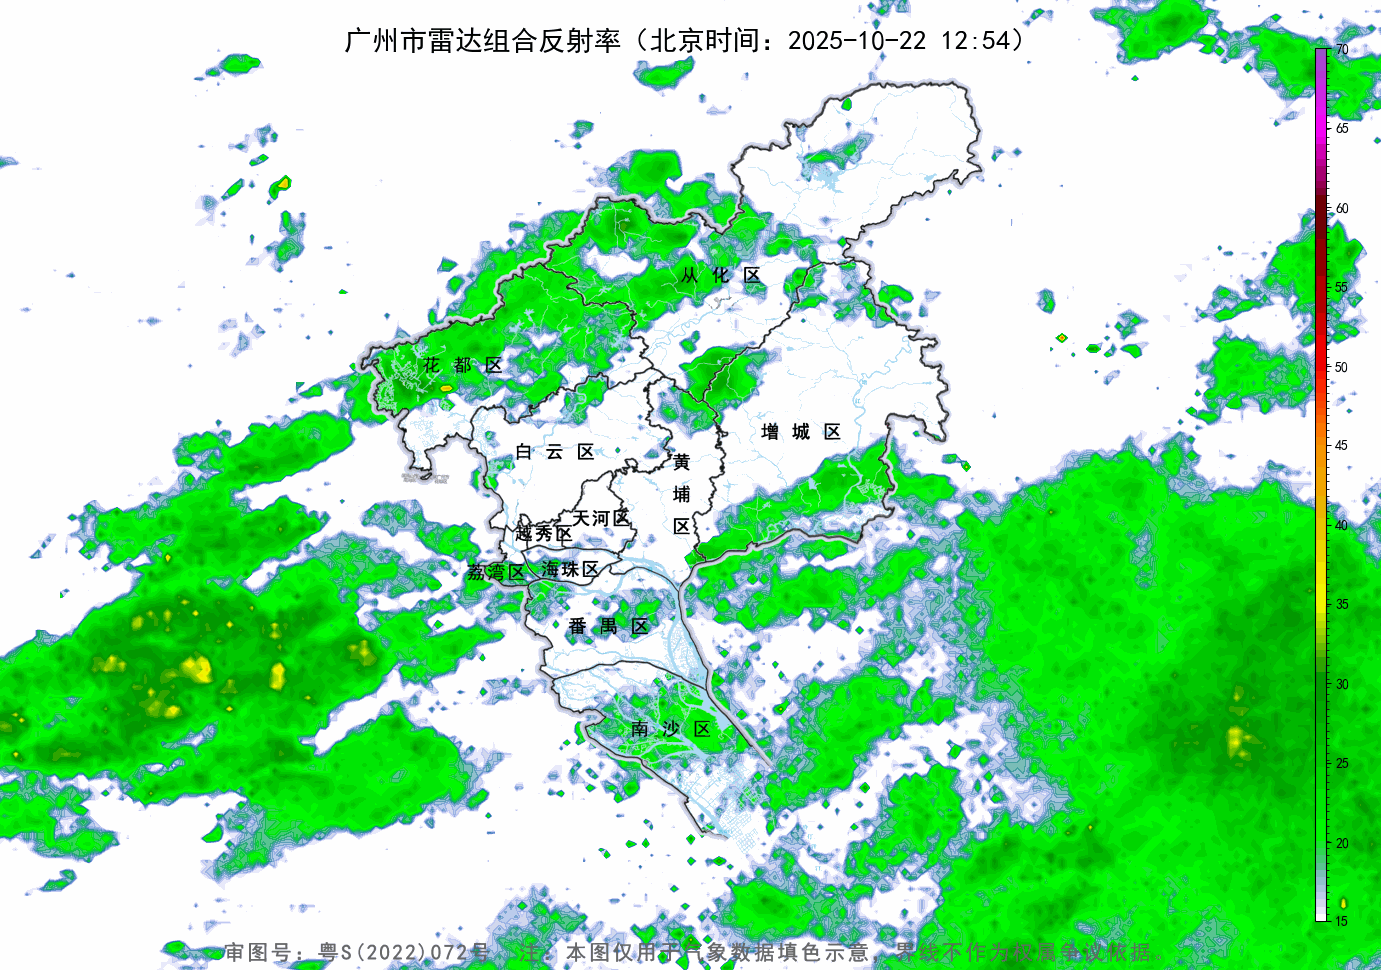 广州市雷达组合反射率（北京时间：2025-10-22 12:54）
70
65
60
55
50
45
40
35
30
25
20
15
从化区
花都区
增城区
白云区
黄埔区
天河区
越秀区
荔湾区
海珠区
番禺区
南沙区
审图号：粤S(2022)072号 注：本图仅用于气象数据填色示意，界线不作为权属争议依据。